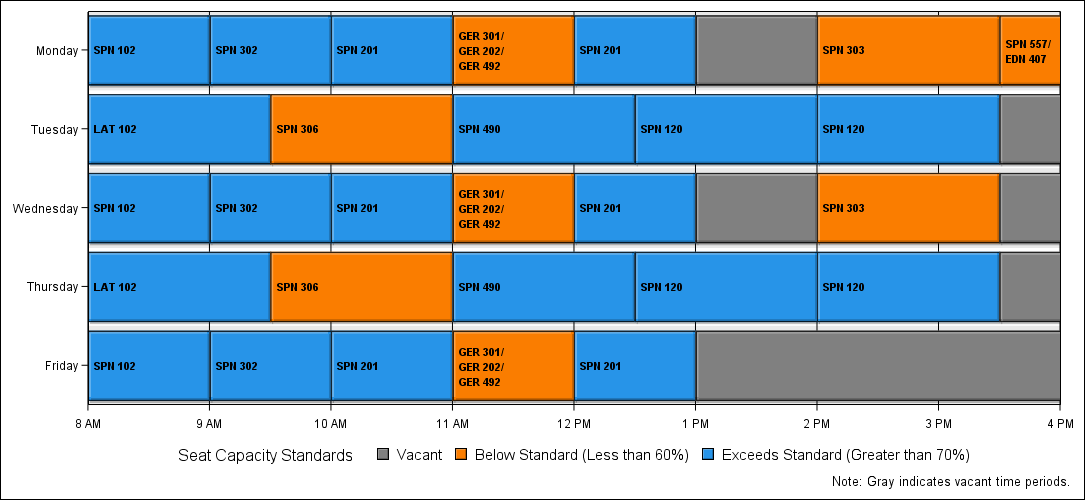 Monday
SPN 102
SPN 302
SPN 201
GER 301/
GER 202/
GER 492
SPN 201
SPN 303
SPN 557/
EDN 407
Tuesday
LAT 102
SPN 306
SPN 490
SPN 120
SPN 120
Wednesday
SPN 102
SPN 302
SPN 201
GER 301/
GER 202/
GER 492
SPN 201
SPN 303
Thursday
LAT 102
SPN 306
SPN 490
SPN 120
SPN 120
Friday
SPN 102
SPN 302
SPN 201
GER 301/
GER 202/
GER 492
SPN 201
8 AM 9 AM 10 AM 11 AM 12 PM 1 PM 2 PM 3 PM 4 PM
Seat Capacity Standards Vacant Below Standard (Less than 60%) Exceeds Standard (Greater than 70%)
Note: Gray indicates vacant time periods.